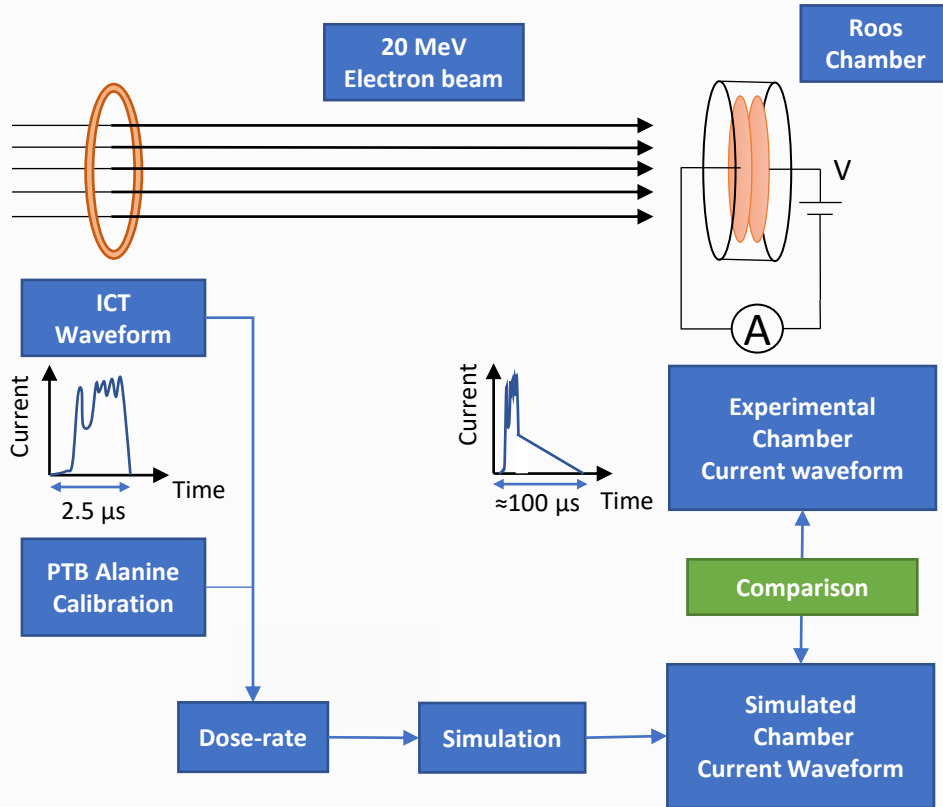 20 MeV
Electron beam
Roos
Chamber
V
A
ICT
Waveform
Current
Time
2.5 μs
Current
Time
≈100 μs
Experimental
Chamber
Current waveform
PTB Alanine
Calibration
Comparison
Dose-rate
Simulation
Simulated
Chamber
Current Waveform